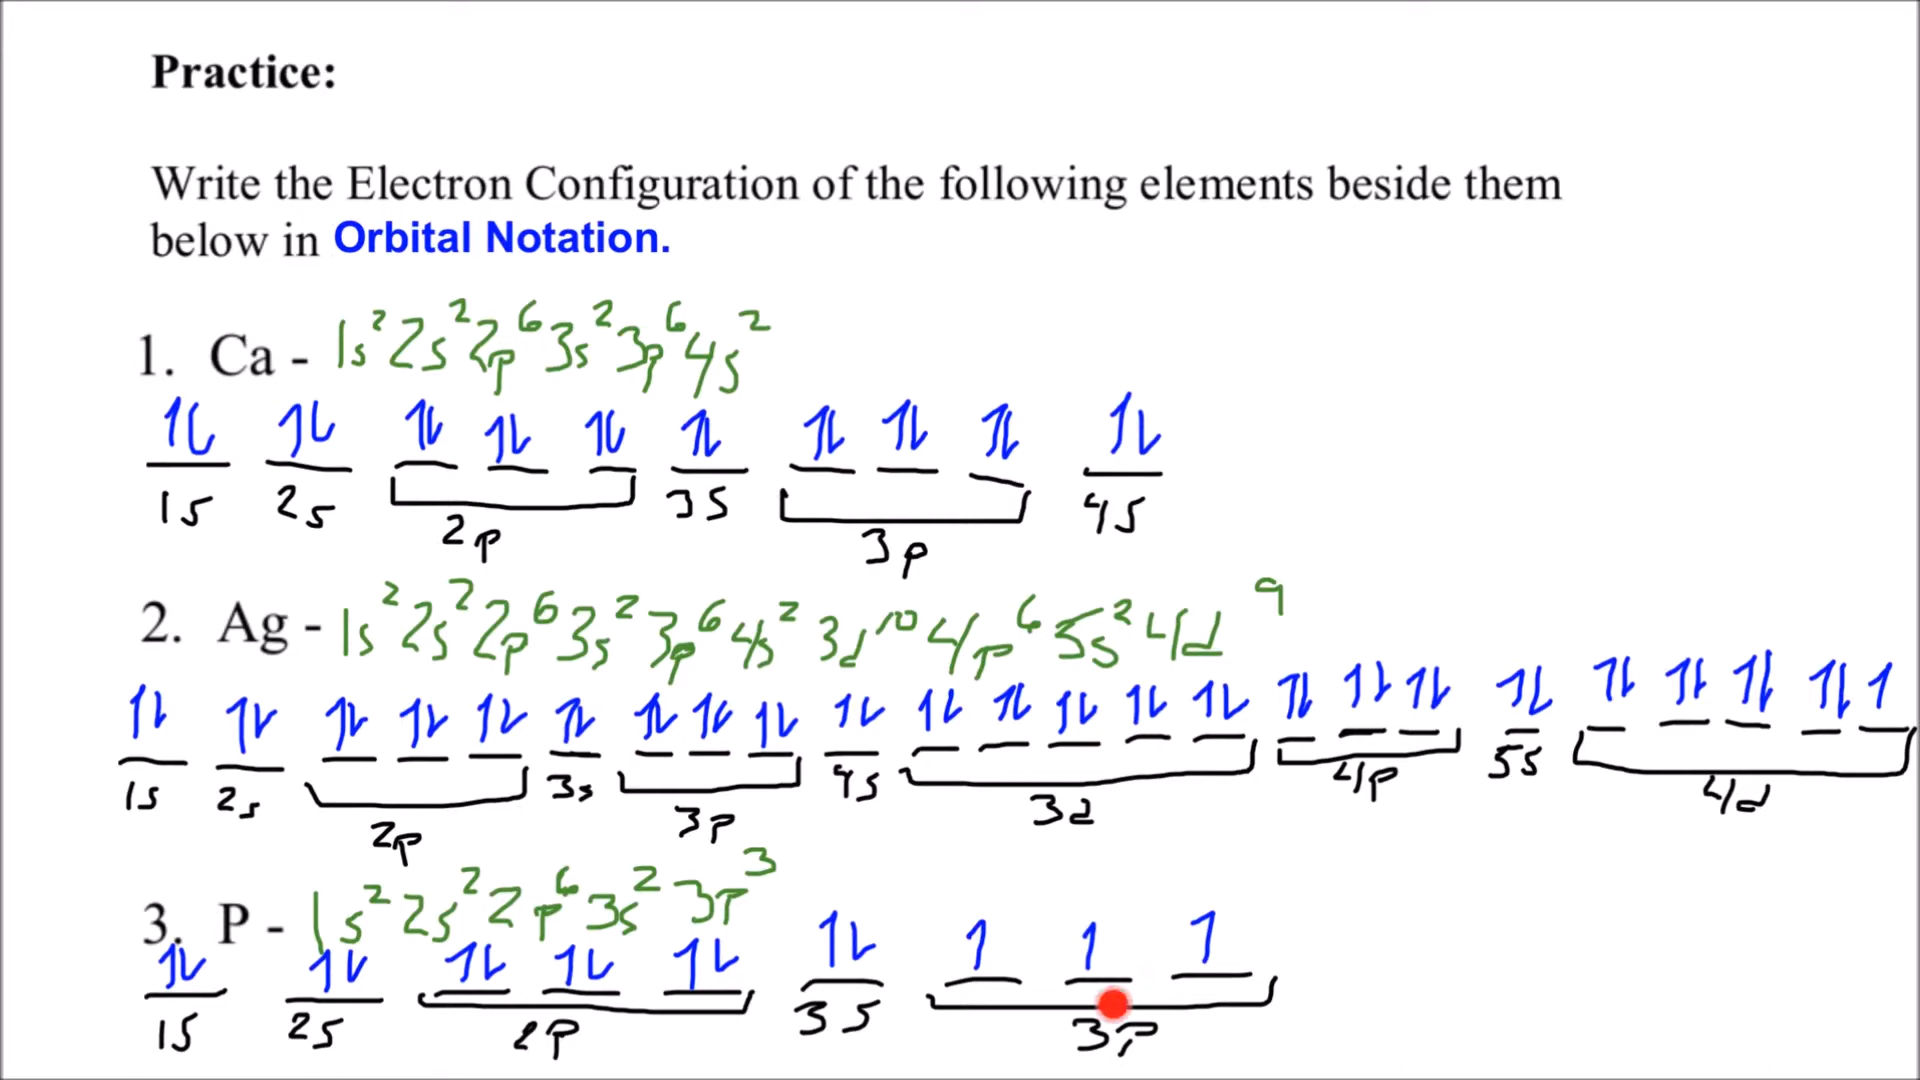 Practice:
Write the Electron Configuration of the following elements beside them
below in Orbital Notation.
1. Ca - 1s²2s²2p⁶3s²3p⁶4s²
↿⇂ ↿⇂ ↿⇂ ↿⇂ ↿⇂ ↿⇂ ↿⇂ ↿⇂ ↿⇂ ↿⇂
1s 2s 2p 3s 3p 4s
2. Ag - 1s²2s²2p⁶3s²3p⁶4s²3d¹⁰4p⁶5s²4d⁹
↿⇂ ↿⇂ ↿⇂ ↿⇂ ↿⇂ ↿⇂ ↿⇂ ↿⇂ ↿⇂ ↿⇂ ↿⇂ ↿⇂ ↿⇂ ↿⇂ ↿⇂ ↿⇂ ↿⇂ ↿⇂ ↿⇂ ↿⇂ ↿⇂ ↿⇂ ↿⇂ ↿
1s 2s 2p 3s 3p 4s 3d 4p 5s 4d
3. P - 1s²2s²2p⁶3s²3p³
↿⇂ ↿⇂ ↿⇂ ↿⇂ ↿⇂ ↿⇂ ↿ ↿ ↿
1s 2s 2p 3s 3p